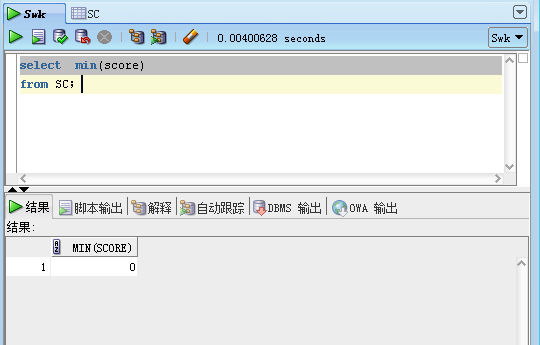 Swk SC
0.00400628 seconds Swk
select  min(score)
from SC;
结果 脚本输出 解释 自动跟踪 DBMS 输出 OWA 输出
结果:
MIN(SCORE)
1 0